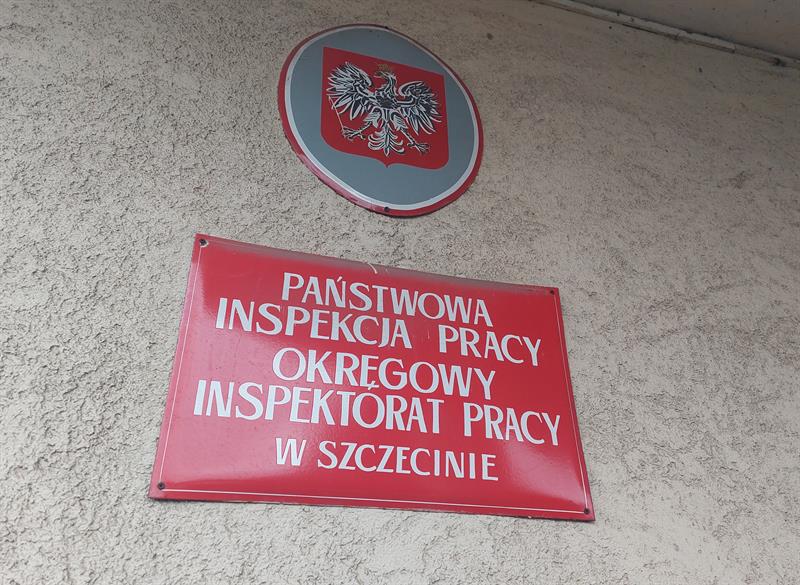 PAŃSTWOWA
INSPEKCJA PRACY
OKRĘGOWY
INSPEKTORAT PRACY
W SZCZECINIE